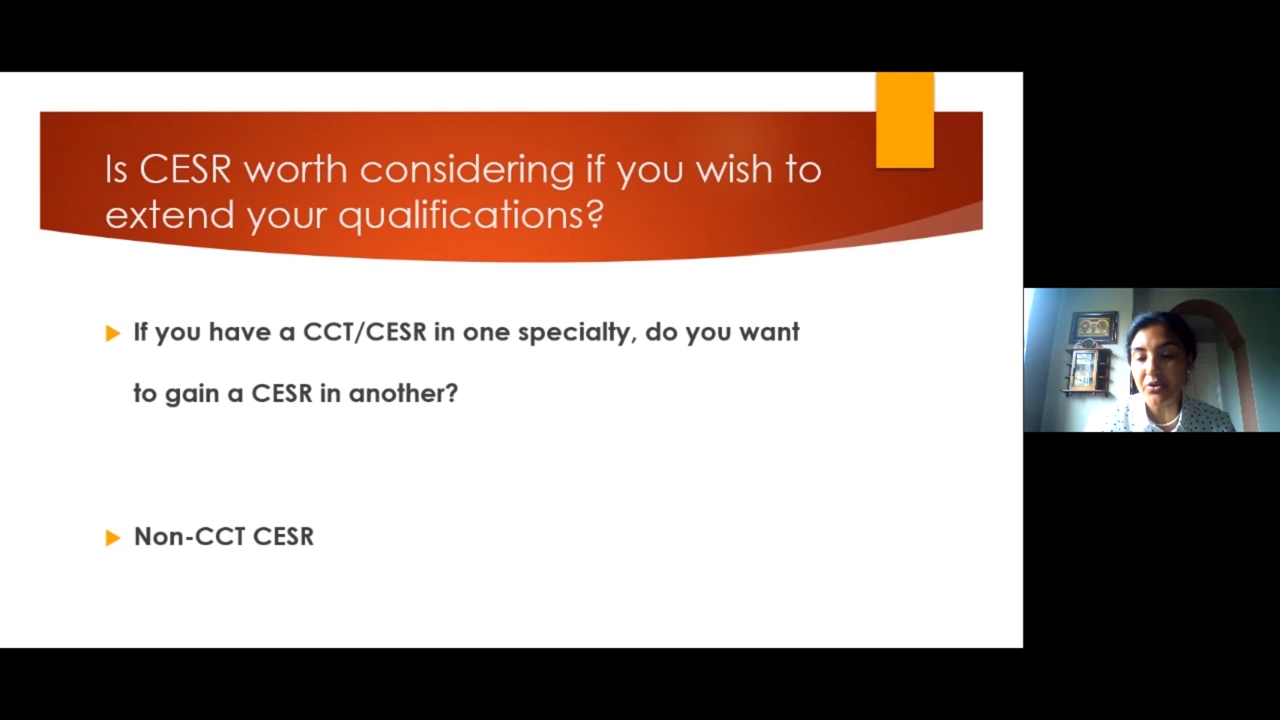 Is CESR worth considering if you wish to
extend your qualifications?
If you have a CCT/CESR in one specialty, do you want
to gain a CESR in another?
Non-CCT CESR